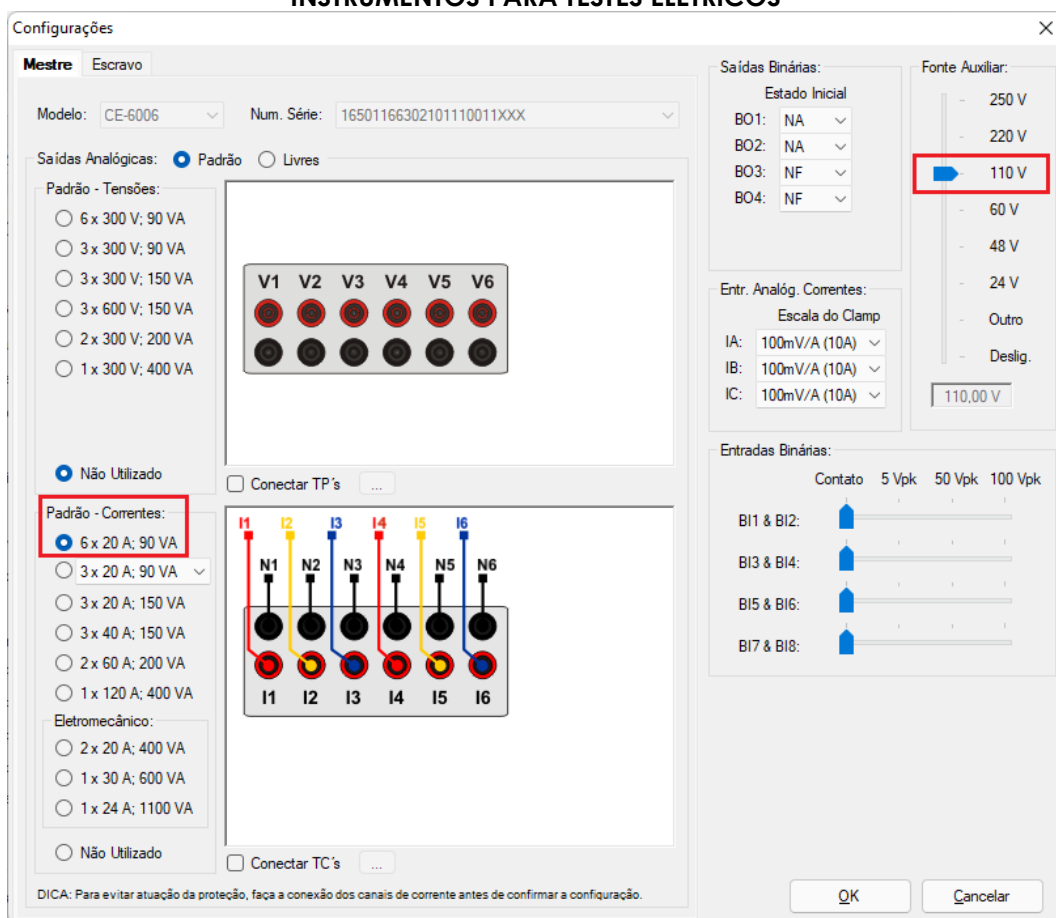 INSTRUMENTOS PARA TESTES ELÉTRICOS
Configurações
Mestre Escravo
Modelo: CE-6006 Num. Série: 16501166302101110011XXX
Saídas Analógicas: Padrão Livres
Padrão - Tensões:
6 x 300 V; 90 VA
3 x 300 V; 90 VA
3 x 300 V; 150 VA
3 x 600 V; 150 VA
2 x 300 V; 200 VA
1 x 300 V; 400 VA
Não Utilizado
V1 V2 V3 V4 V5 V6
Conectar TP´s ...
Padrão - Correntes:
6 x 20 A; 90 VA
3 x 20 A; 90 VA
3 x 20 A; 150 VA
3 x 40 A; 150 VA
2 x 60 A; 200 VA
1 x 120 A; 400 VA
Eletromecânico:
2 x 20 A; 400 VA
1 x 30 A; 600 VA
1 x 24 A; 1100 VA
Não Utilizado
I1 I2 I3 I4 I5 I6
N1 N2 N3 N4 N5 N6
I1 I2 I3 I4 I5 I6
Conectar TC´s ...
DICA: Para evitar atuação da proteção, faça a conexão dos canais de corrente antes de confirmar a configuração.
Saídas Binárias:
Estado Inicial
BO1: NA
BO2: NA
BO3: NF
BO4: NF
Fonte Auxiliar:
250 V
220 V
110 V
60 V
48 V
24 V
Outro
Deslig.
110,00 V
Entr. Analóg. Correntes:
Escala do Clamp
IA: 100mV/A (10A)
IB: 100mV/A (10A)
IC: 100mV/A (10A)
Entradas Binárias:
Contato 5 Vpk 50 Vpk 100 Vpk
BI1 & BI2:
BI3 & BI4:
BI5 & BI6:
BI7 & BI8:
OK Cancelar